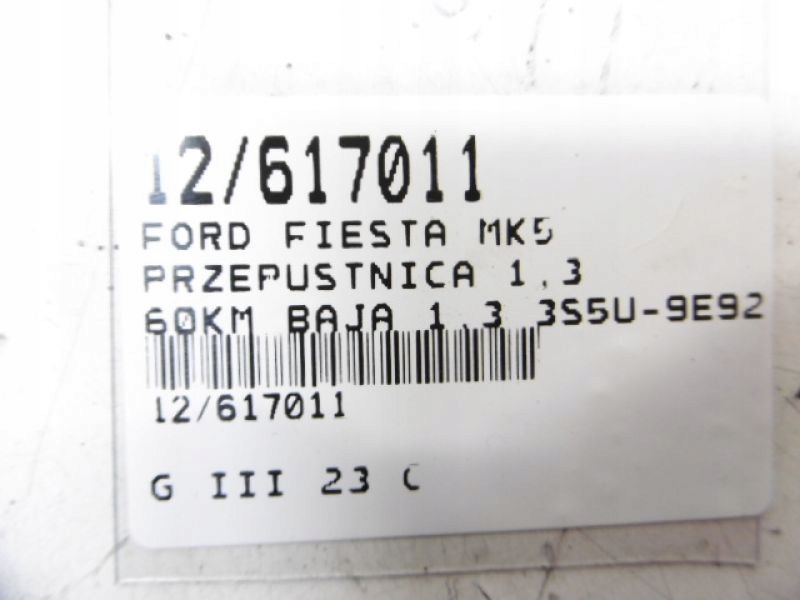 12/617011
FORD FIESTA MK5
PRZEPUSTNICA 1,3
60KM BAJA 1.3 3S5U-9E92
12/617011
G III 23 C